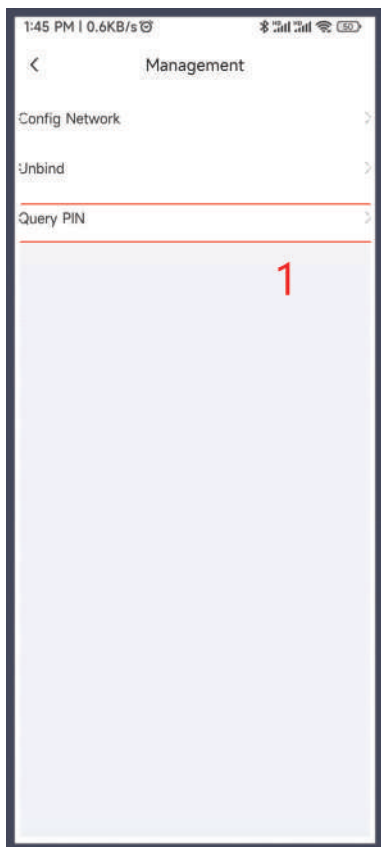 1:45 PM | 0.6KB/s
50
Management
Config Network
Unbind
Query PIN
1